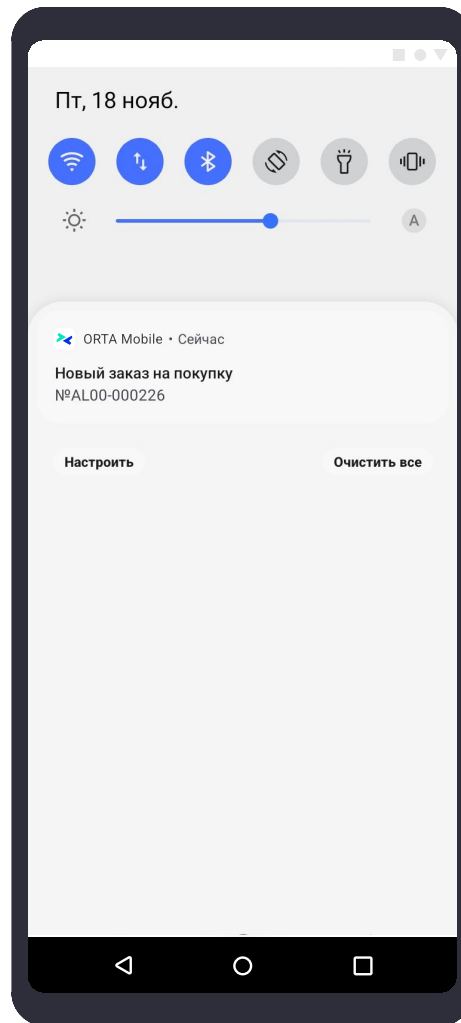 Пт, 18 нояб.
A
ORTA Mobile • Сейчас
Новый заказ на покупку
№AL00-000226
Настроить Очистить все